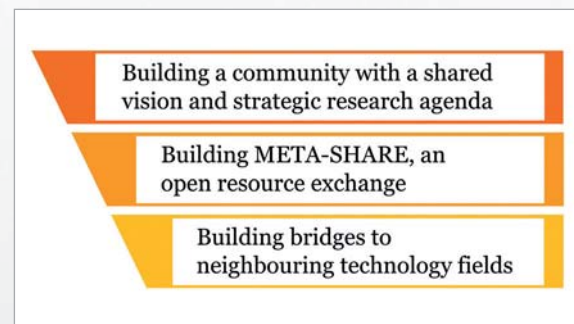 Building a community with a shared
vision and strategic research agenda
Building META-SHARE, an
open resource exchange
Building bridges to
neighbouring technology fields